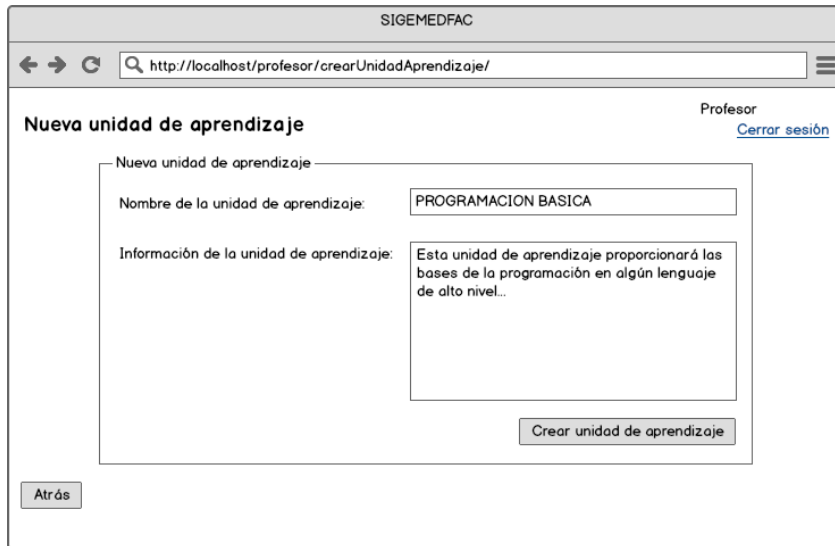 SIGEMEDFAC
http://localhost/profesor/crearUnidadAprendizaje/
Profesor
Nueva unidad de aprendizaje
Cerrar sesión
Nueva unidad de aprendizaje
Nombre de la unidad de aprendizaje:
PROGRAMACION BASICA
Información de la unidad de aprendizaje:
Esta unidad de aprendizaje proporcionará las
bases de la programación en algún lenguaje
de alto nivel...
Crear unidad de aprendizaje
Atrás